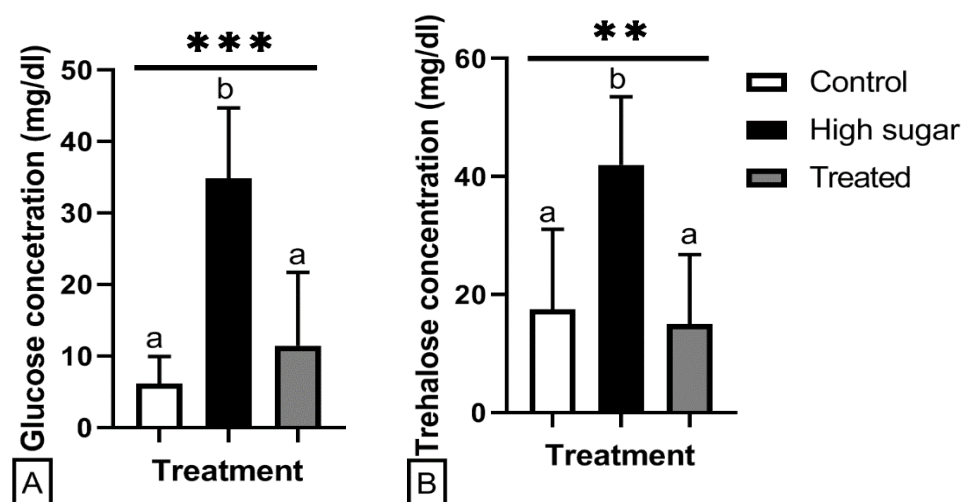 ***
Glucose concetration (mg/dl)
50
40
30
20
10
0
a
b
a
Treatment
A
**
Trehalose concentration (mg/dl)
60
40
20
0
a
b
a
Treatment
B
Control
High sugar
Treated